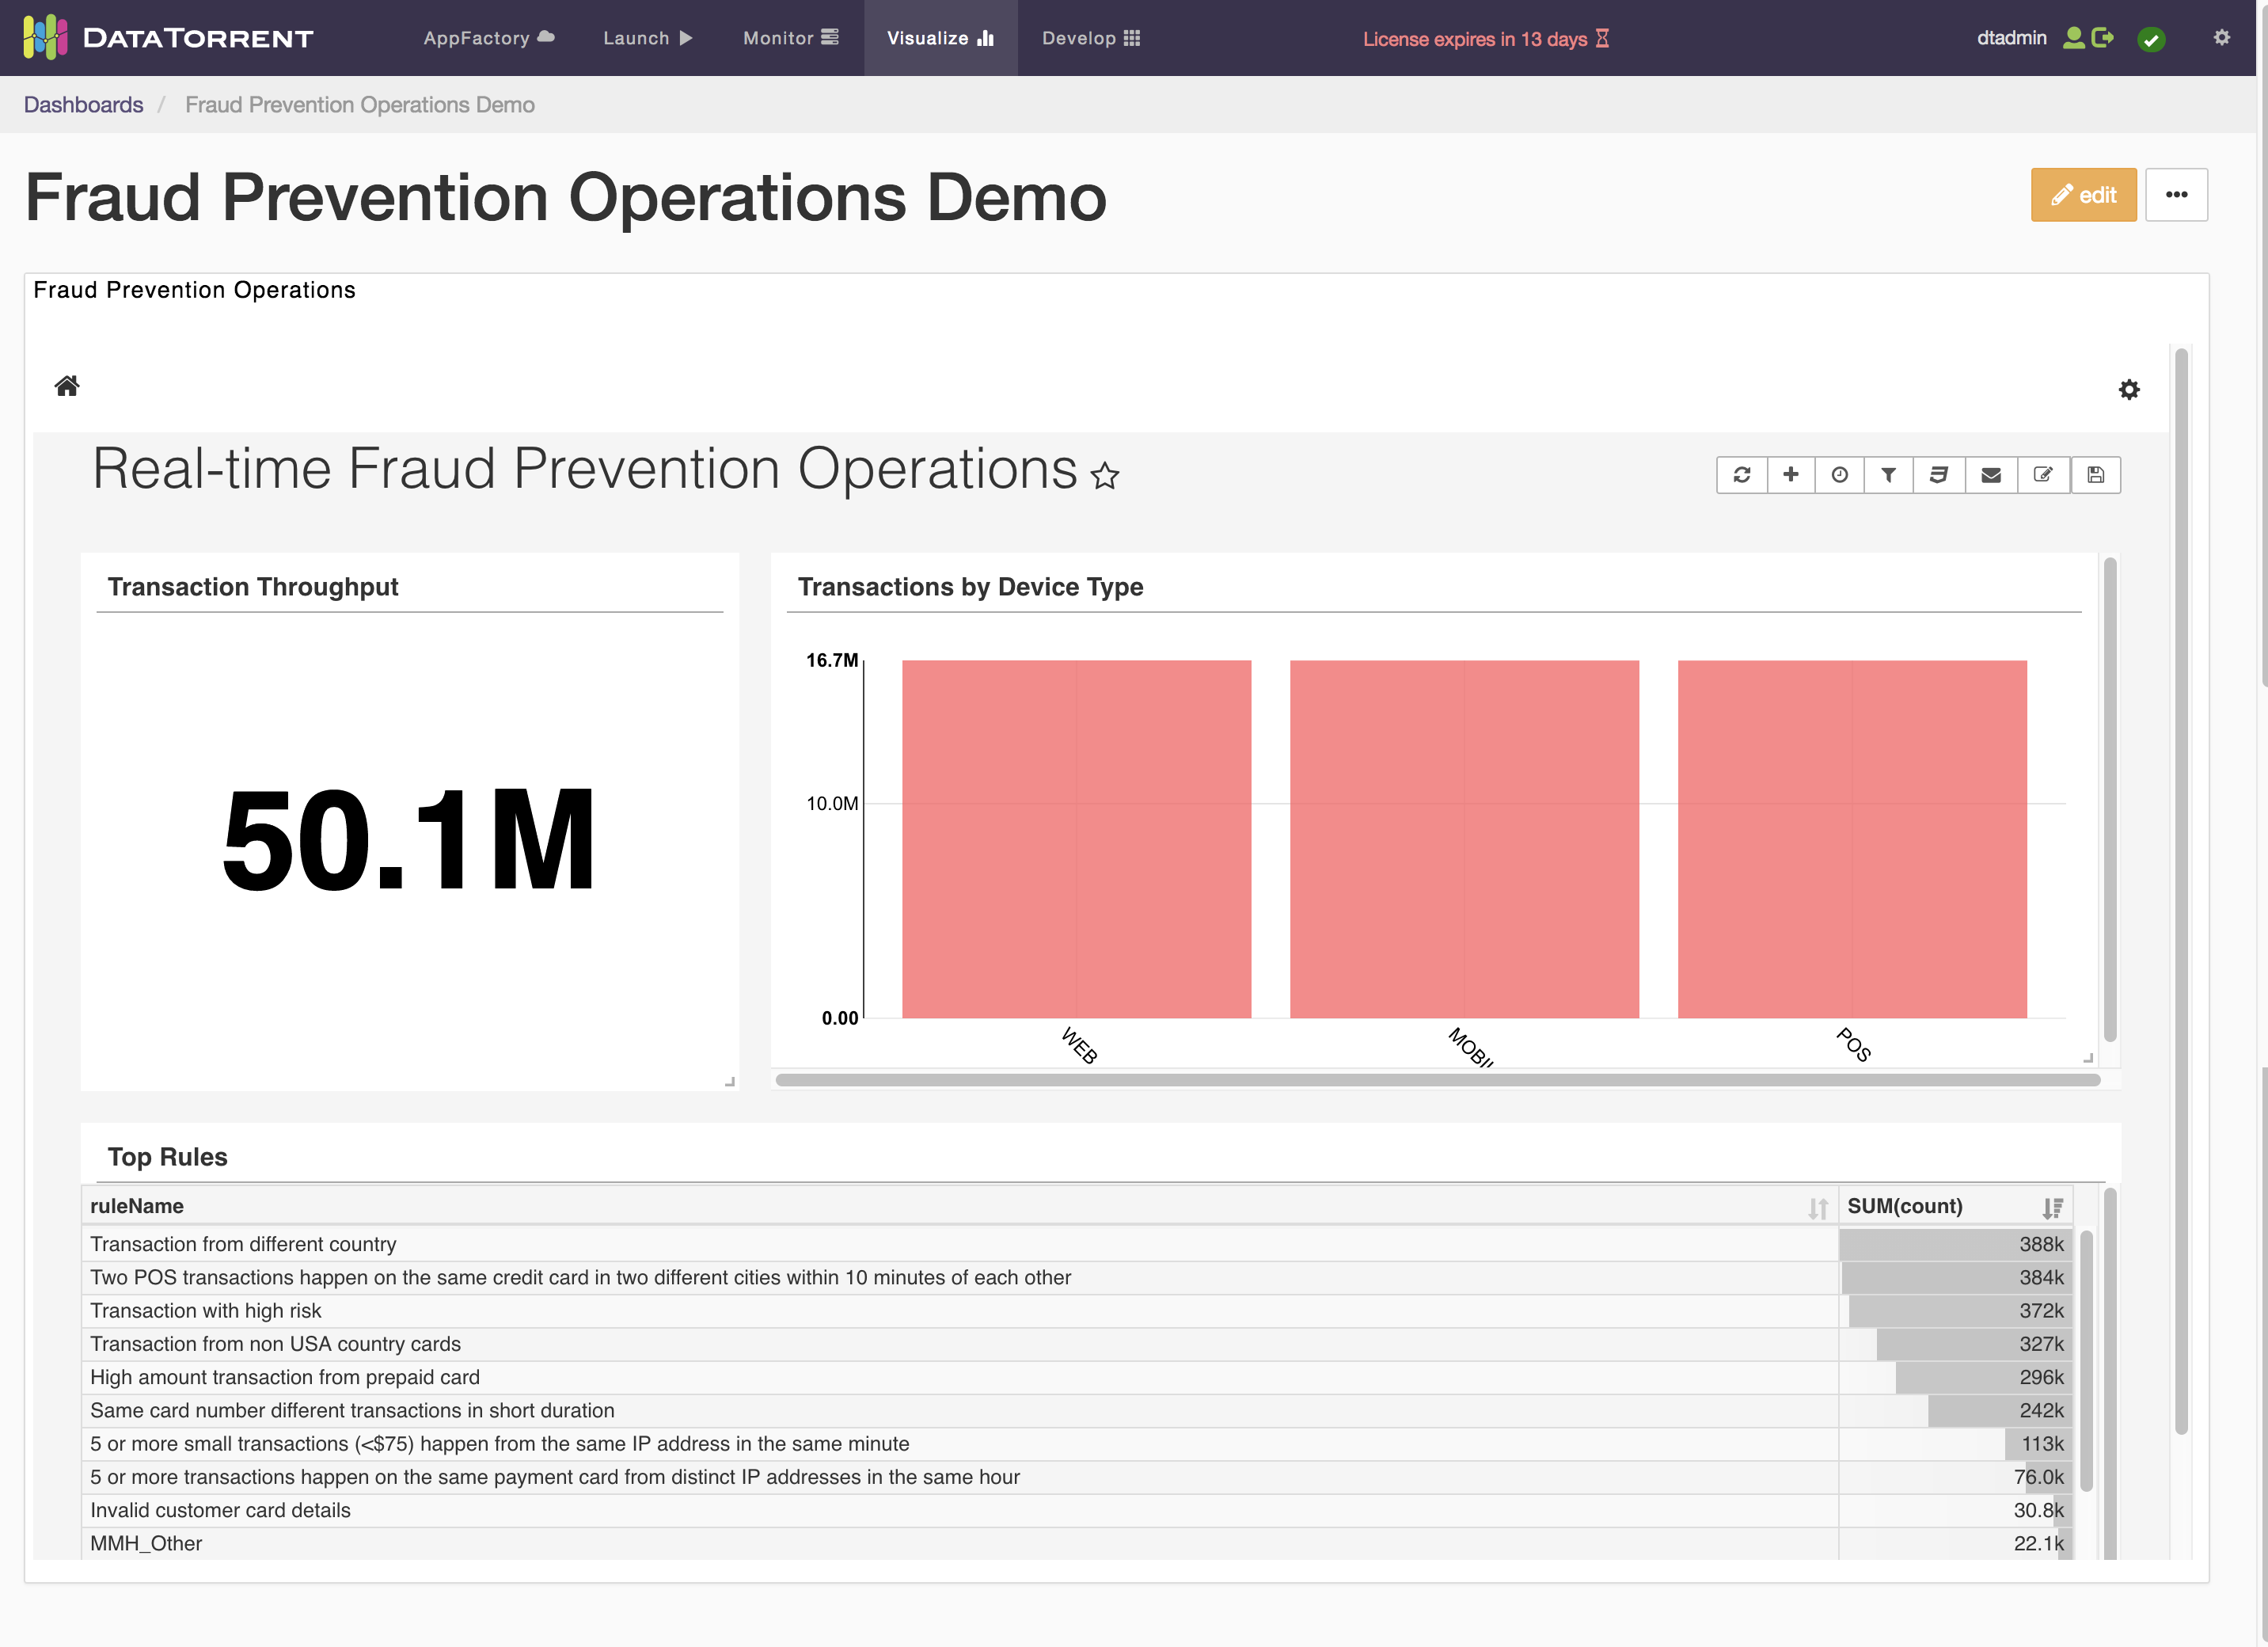 DATATORRENT
AppFactory Launch Monitor Visualize Develop License expires in 13 days dtadmin
Dashboards / Fraud Prevention Operations Demo
Fraud Prevention Operations Demo
edit
Fraud Prevention Operations
Real-time Fraud Prevention Operations
Transaction Throughput
50.1M
Transactions by Device Type
16.7M
10.0M
0.00
WEB
POS
Top Rules
ruleName SUM(count)
Transaction from different country 388k
Two POS transactions happen on the same credit card in two different cities within 10 minutes of each other 384k
Transaction with high risk 372k
Transaction from non USA country cards 327k
High amount transaction from prepaid card 296k
Same card number different transactions in short duration 242k
5 or more small transactions (<$75) happen from the same IP address in the same minute 113k
5 or more transactions happen on the same payment card from distinct IP addresses in the same hour 76.0k
Invalid customer card details 30.8k
MMH_Other 22.1k